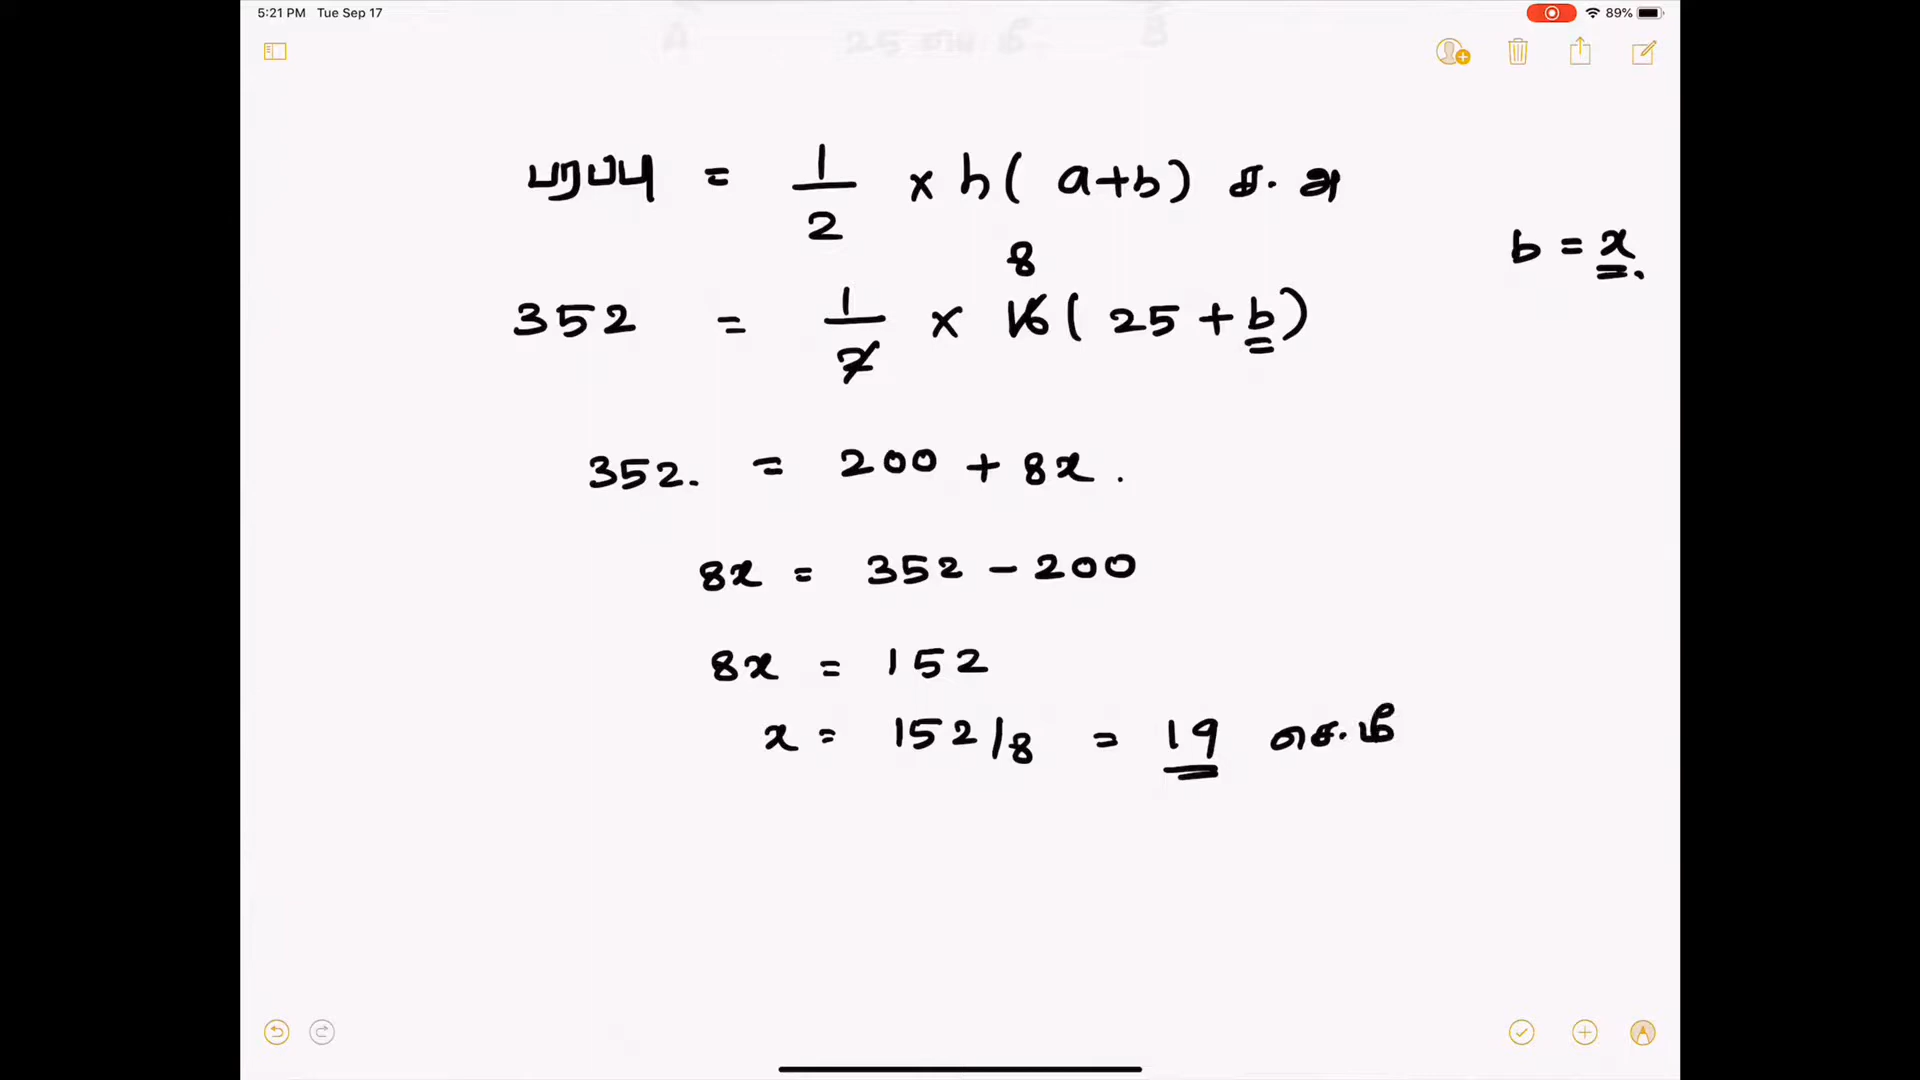 5:21 PM Tue Sep 17
89%
பரப்பு = 1/2 x h( a+b) ச. அ
b = x.
8
352 = 1/2 x 16( 25 + b )
352. = 200 + 8x .
8x = 352 - 200
8x = 152
x = 152/8 = 19 செ.மீ